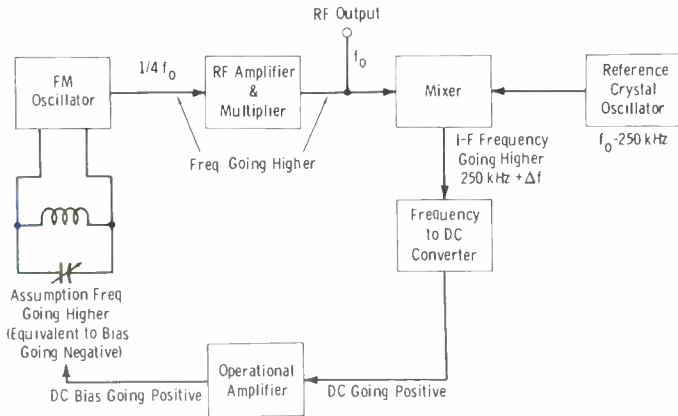 RF Output
f₀
FM
Oscillator
1/4 f₀
RF Amplifier
&
Multiplier
Mixer
Reference
Crystal
Oscillator
f₀-250 kHz
Freq Going Higher
I-F Frequency
Going Higher
250 kHz + Δf
Frequency
to DC
Converter
Assumption Freq
Going Higher
(Equivalent to Bias
Going Negative)
Operational
Amplifier
DC Bias Going Positive
DC Going Positive